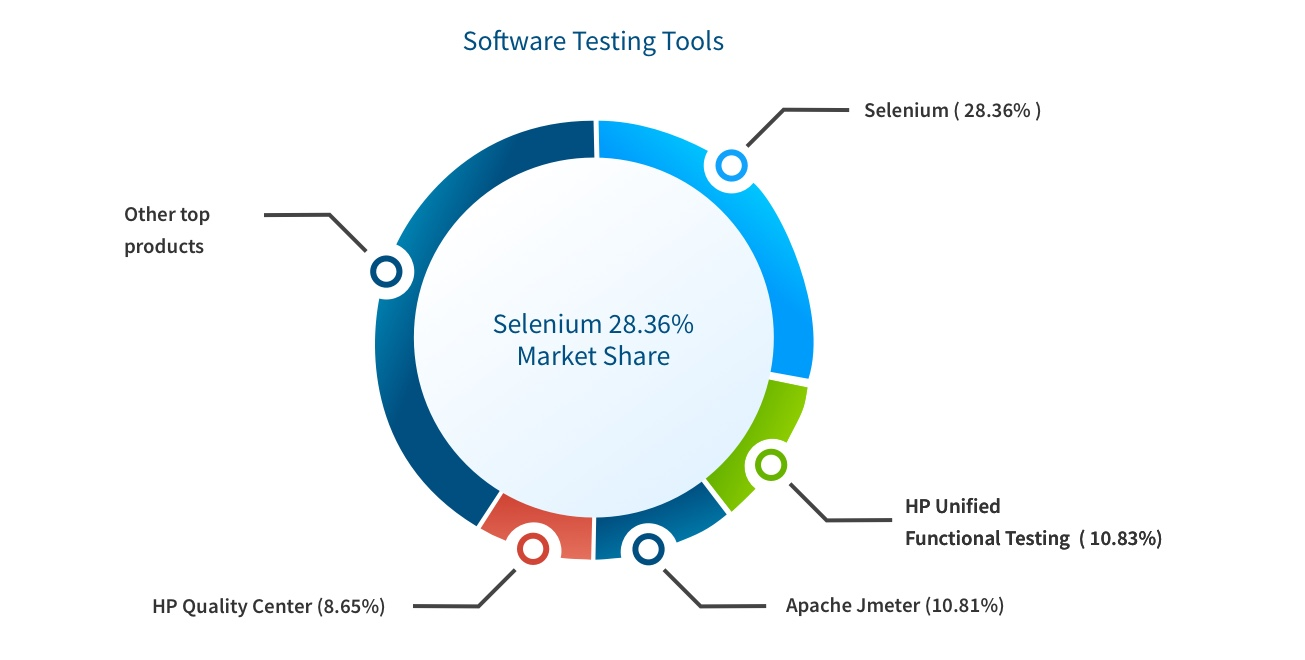 Software Testing Tools
Selenium ( 28.36% )
Other top
products
Selenium 28.36%
Market Share
HP Unified
Functional Testing  ( 10.83%)
HP Quality Center (8.65%)
Apache Jmeter (10.81%)